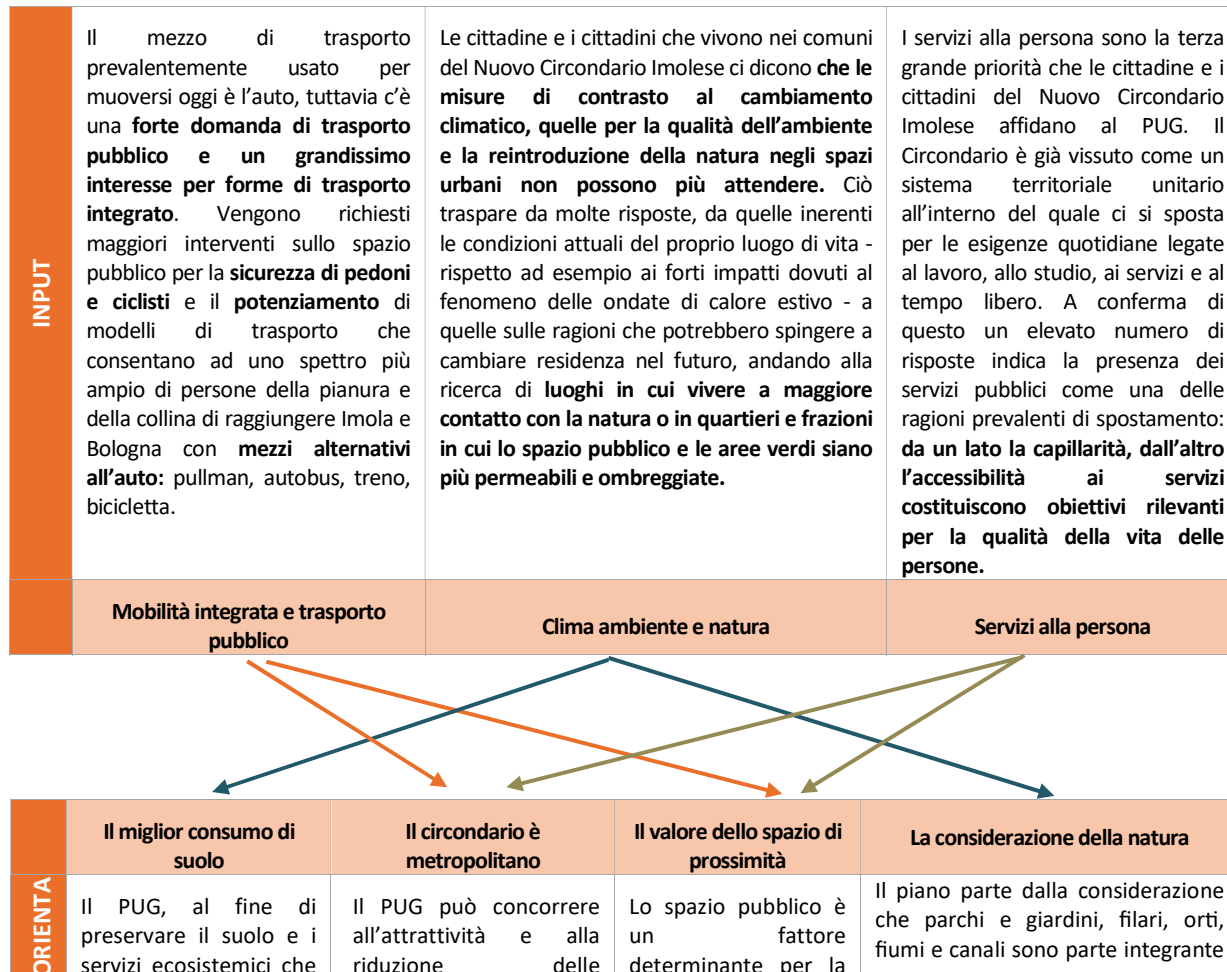 INPUT
Il mezzo di trasporto
prevalentemente usato per
muoversi oggi è l'auto, tuttavia c'è
una forte domanda di trasporto
pubblico e un grandissimo
interesse per forme di trasporto
integrato. Vengono richiesti
maggiori interventi sullo spazio
pubblico per la sicurezza di pedoni
e ciclisti e il potenziamento di
modelli di trasporto che
consentano ad uno spettro più
ampio di persone della pianura e
della collina di raggiungere Imola e
Bologna con mezzi alternativi
all'auto: pullman, autobus, treno,
bicicletta.
Le cittadine e i cittadini che vivono nei comuni
del Nuovo Circondario Imolese ci dicono che le
misure di contrasto al cambiamento
climatico, quelle per la qualità dell'ambiente
e la reintroduzione della natura negli spazi
urbani non possono più attendere. Ciò
traspare da molte risposte, da quelle inerenti
le condizioni attuali del proprio luogo di vita -
rispetto ad esempio ai forti impatti dovuti al
fenomeno delle ondate di calore estivo - a
quelle sulle ragioni che potrebbero spingere a
cambiare residenza nel futuro, andando alla
ricerca di luoghi in cui vivere a maggiore
contatto con la natura o in quartieri e frazioni
in cui lo spazio pubblico e le aree verdi siano
più permeabili e ombreggiate.
I servizi alla persona sono la terza
grande priorità che le cittadine e i
cittadini del Nuovo Circondario
Imolese affidano al PUG. Il
Circondario è già vissuto come un
sistema territoriale unitario
all'interno del quale ci si sposta
per le esigenze quotidiane legate
al lavoro, allo studio, ai servizi e al
tempo libero. A conferma di
questo un elevato numero di
risposte indica la presenza dei
servizi pubblici come una delle
ragioni prevalenti di spostamento:
da un lato la capillarità, dall'altro
l'accessibilità ai servizi
costituiscono obiettivi rilevanti
per la qualità della vita delle
persone.
Mobilità integrata e trasporto
pubblico
Clima ambiente e natura
Servizi alla persona
Il miglior consumo di
suolo
Il circondario è
metropolitano
Il valore dello spazio di
prossimità
La considerazione della natura
ORIENTA
Il PUG, al fine di
preservare il suolo e i
servizi ecosistemici che
Il PUG può concorrere
all'attrattività e alla
riduzione delle
Lo spazio pubblico è
un fattore
determinante per la
Il piano parte dalla considerazione
che parchi e giardini, filari, orti,
fiumi e canali sono parte integrante